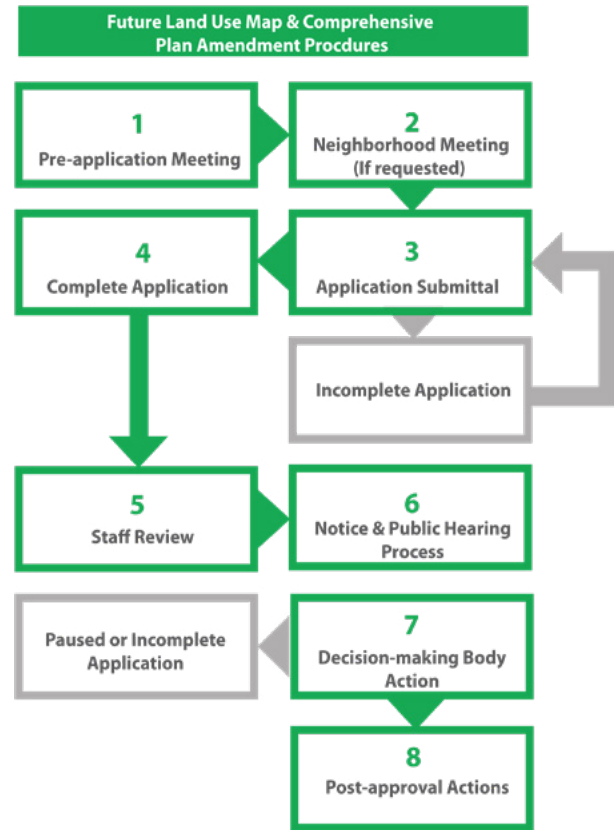 Future Land Use Map & Comprehensive
Plan Amendment Procdures
1
Pre-application Meeting
2
Neighborhood Meeting
(If requested)
4
Complete Application
3
Application Submittal
Incomplete Application
5
Staff Review
6
Notice & Public Hearing
Process
Paused or Incomplete
Application
7
Decision-making Body
Action
8
Post-approval Actions